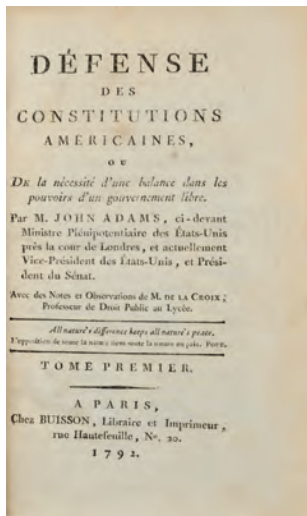 DÉFENSE
DES
CONSTITUTIONS
AMÉRICAINES,
OU
DE la nécessité d'une balance dans les
pouvoirs d'un gouvernement libre.
Par M. JOHN ADAMS, ci-devant
Ministre Plénipotentiaire des États-Unis
près la cour de Londres, et actuellement
Vice-Président des États-Unis, et Prési-
dent du Sénat.
Avec des Notes et Observations de M. DE LA CROIX,
Professeur de Droit Public au Lycée.
All nature's difference keeps all nature's peace.
L'opposition de toute la nature tient toute la nature en paix. POPE.
TOME PREMIER.
A PARIS,
Chez BUISSON, Libraire et Imprimeur,
rue Hautefeuille, N°. 20.
1792.